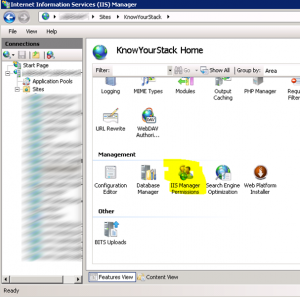 Internet Information Services (IIS) Manager
Sites
KnowYourStack
File View Help
Connections
Start Page
Application Pools
Sites
KnowYourStack Home
Filter: Go Show All Group by: Area
Logging MIME Types Modules Output Caching PHP Manager Filt
URL Rewrite WebDAV Authori...
Management
Configuration Editor Database Manager IIS Manager Permissions Search Engine Optimization Web Platform Installer
Other
BITS Uploads
Features View Content View
Ready